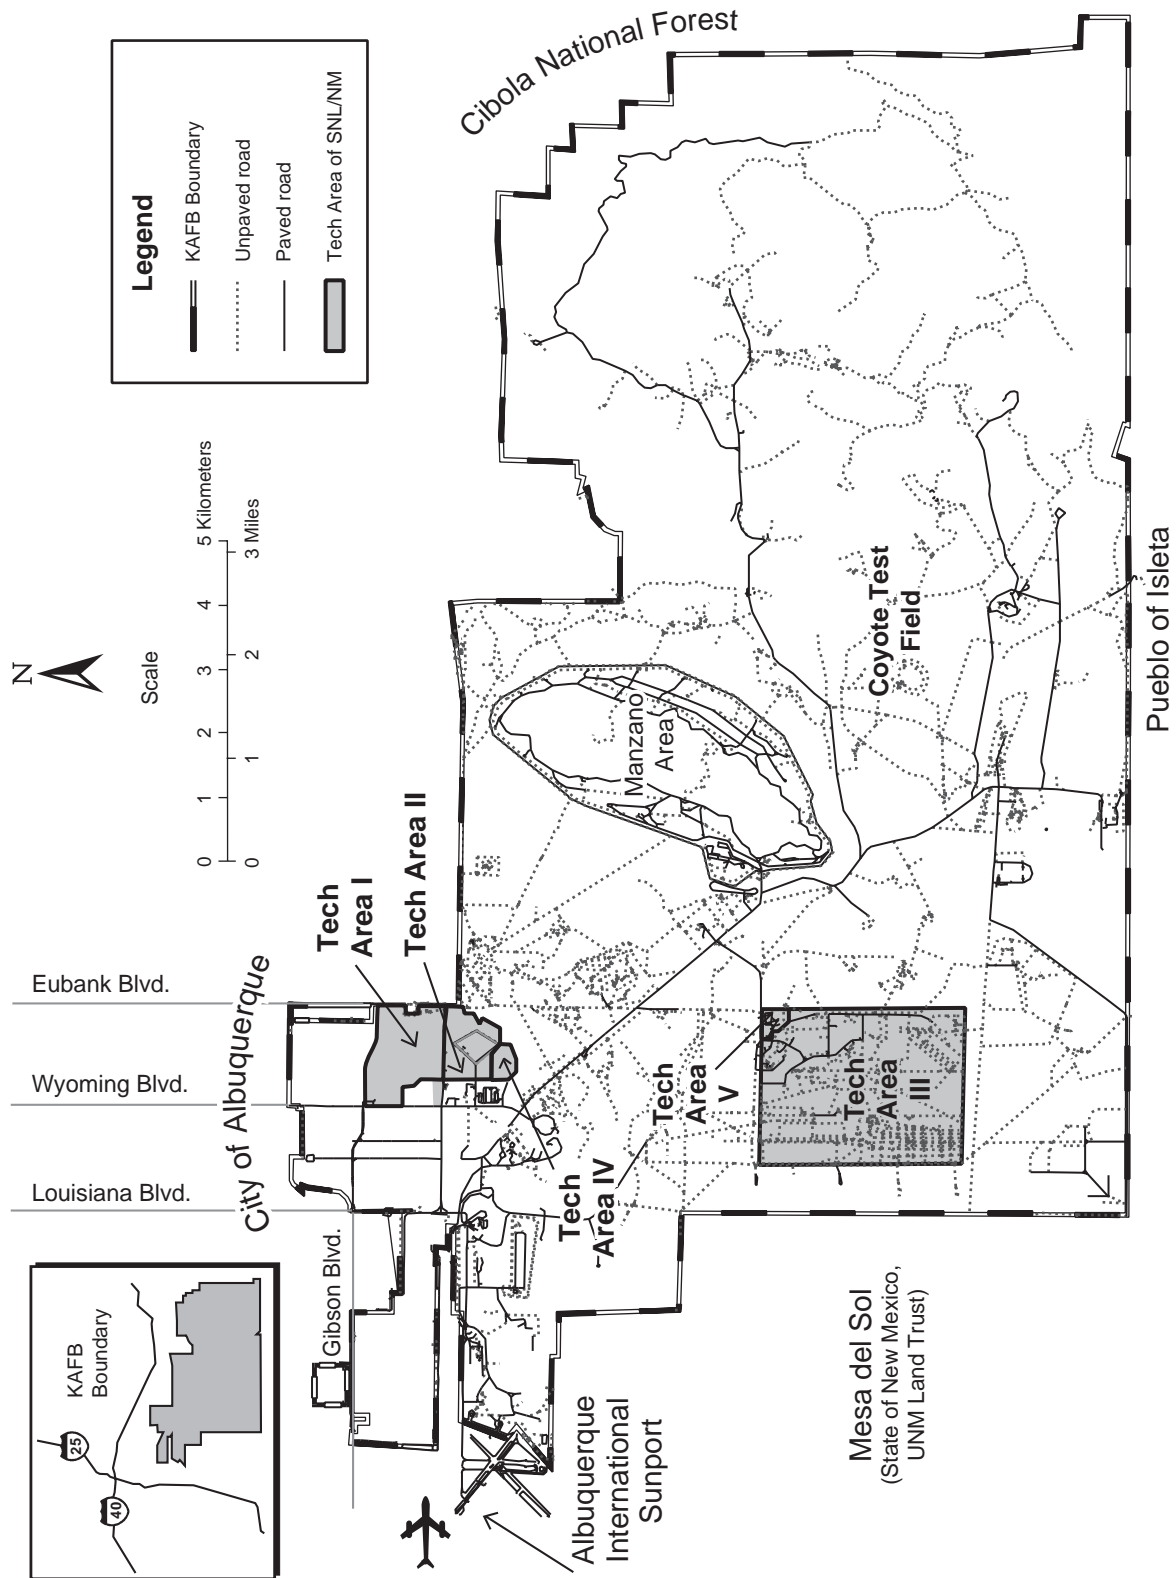 KAFB
Boundary
25
40
Gibson Blvd.
Louisiana Blvd.
Wyoming Blvd.
Eubank Blvd.
City of Albuquerque
Tech
Area I
Tech Area II
N
Scale
0 1 2 3 4 5 Kilometers
0 1 2 3 Miles
Legend
KAFB Boundary
Unpaved road
Paved road
Tech Area of SNL/NM
Cibola National Forest
Manzano
Area
Coyote Test
Field
Tech
Area IV
Tech
Area
V
Tech
Area
III
Albuquerque
International
Sunport
Mesa del Sol
(State of New Mexico,
UNM Land Trust)
Pueblo of Isleta